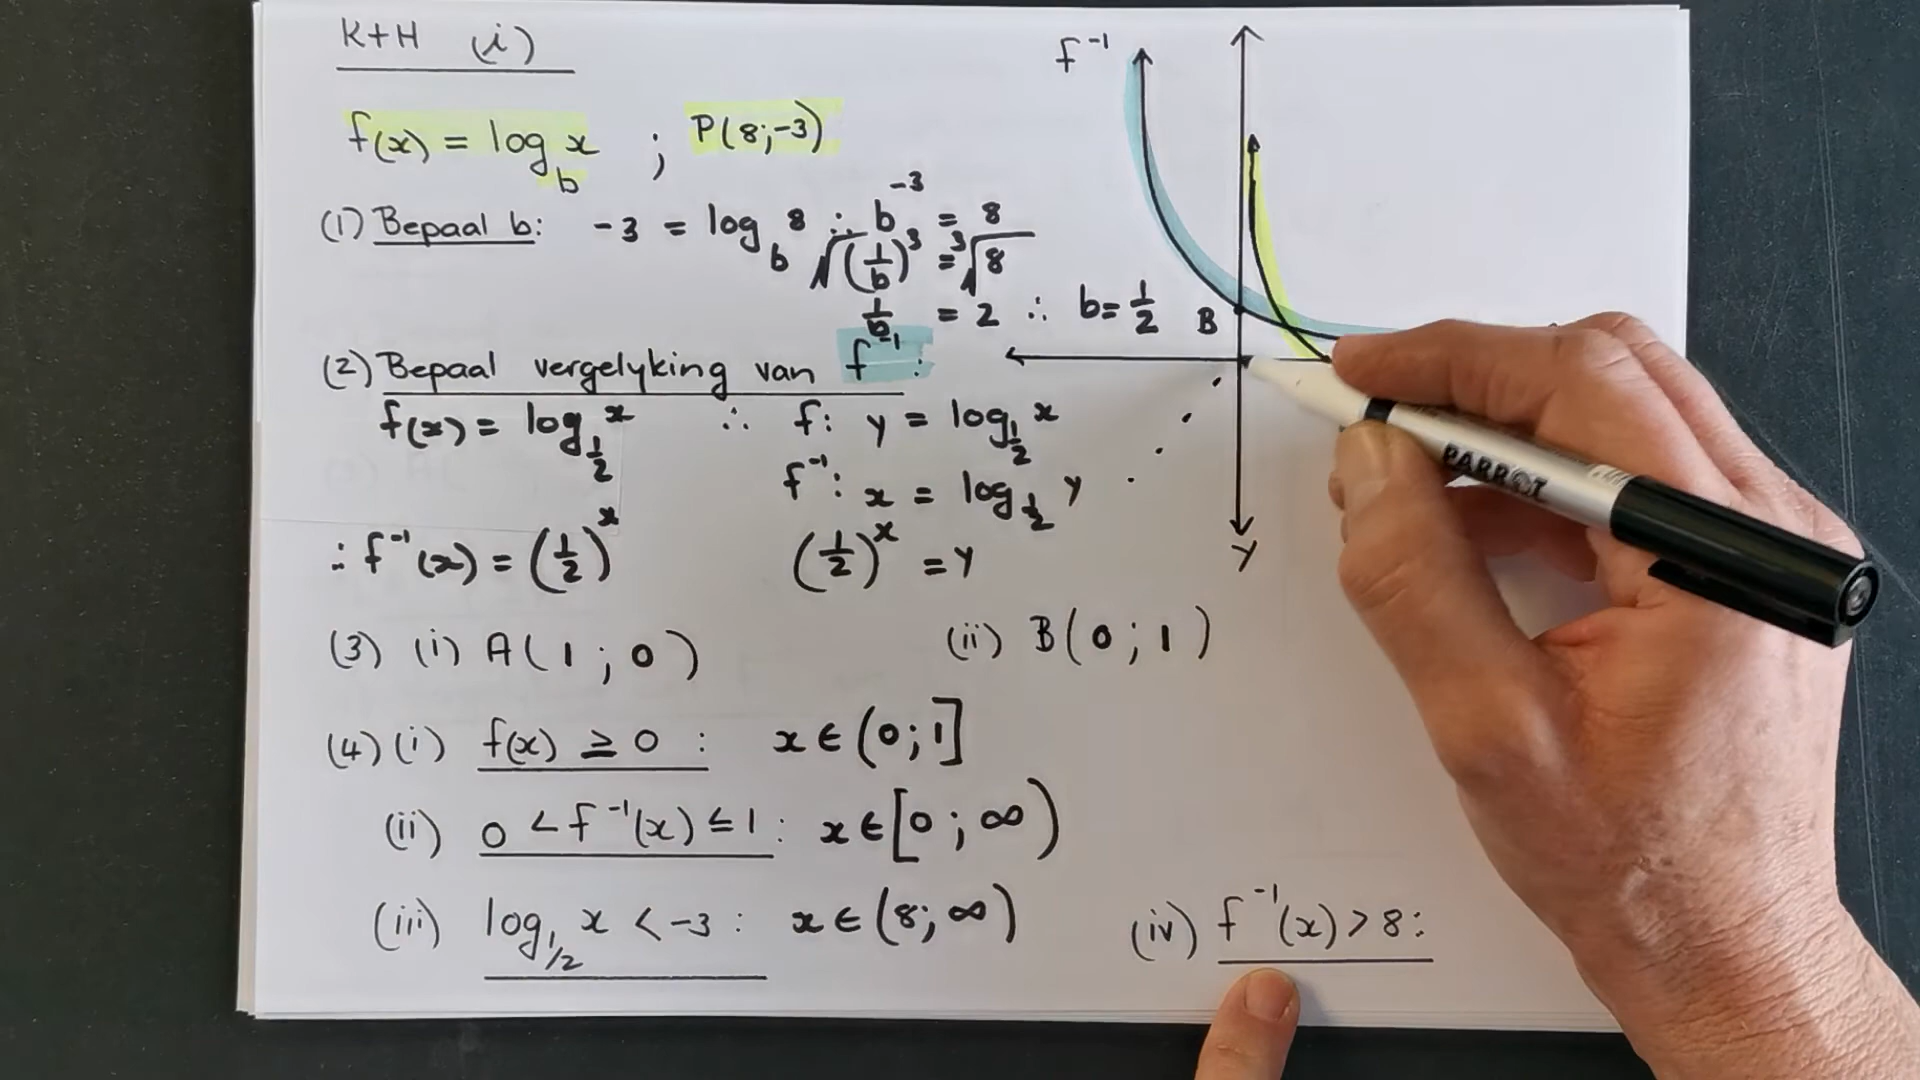 K+H (i)
f(x) = log_b x ; P(8;-3)
(1) Bepaal b: -3 = log_b 8 ∴ b^-3 = 8
√(1/b)^3 = ∛8
1/b = 2 ∴ b = 1/2
(2) Bepaal vergelyking van f^-1 :
f(x) = log_1/2 x ∴ f: y = log_1/2 x
f^-1: x = log_1/2 y
∴ f^-1(x) = (1/2)^x (1/2)^x = y
(3) (i) A(1 ; 0) (ii) B(0 ; 1)
(4) (i) f(x) ≥ 0 : x ∈ (0;1]
(ii) 0 < f^-1(x) ≤ 1 : x ∈ [0 ; ∞)
(iii) log_1/2 x < -3 : x ∈ (8; ∞) (iv) f^-1(x) > 8:
f^-1
B
y
PARROT